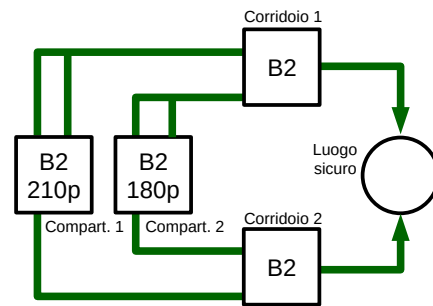 Corridoio 1
B2
B2
210p
Compart. 1
B2
180p
Compart. 2
Luogo
sicuro
Corridoio 2
B2